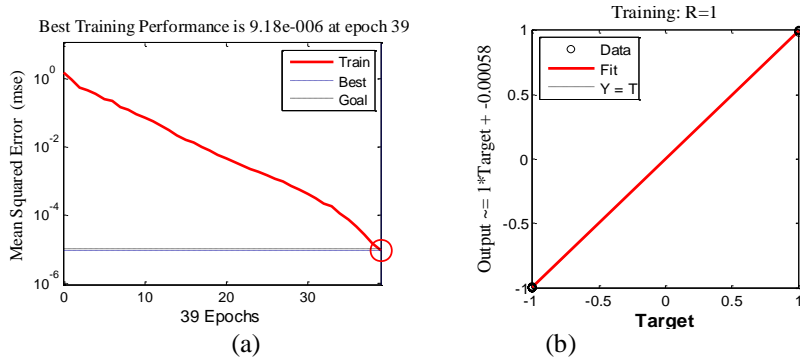 Best Training Performance is 9.18e-006 at epoch 39
Mean Squared Error (mse)
10^0
10^-2
10^-4
10^-6
Train
Best
Goal
0
10
20
30
39 Epochs
(a)
Training: R=1
Output ~= 1*Target + -0.00058
1
0.5
0
-0.5
-1
Data
Fit
Y = T
-1
-0.5
0
0.5
1
Target
(b)